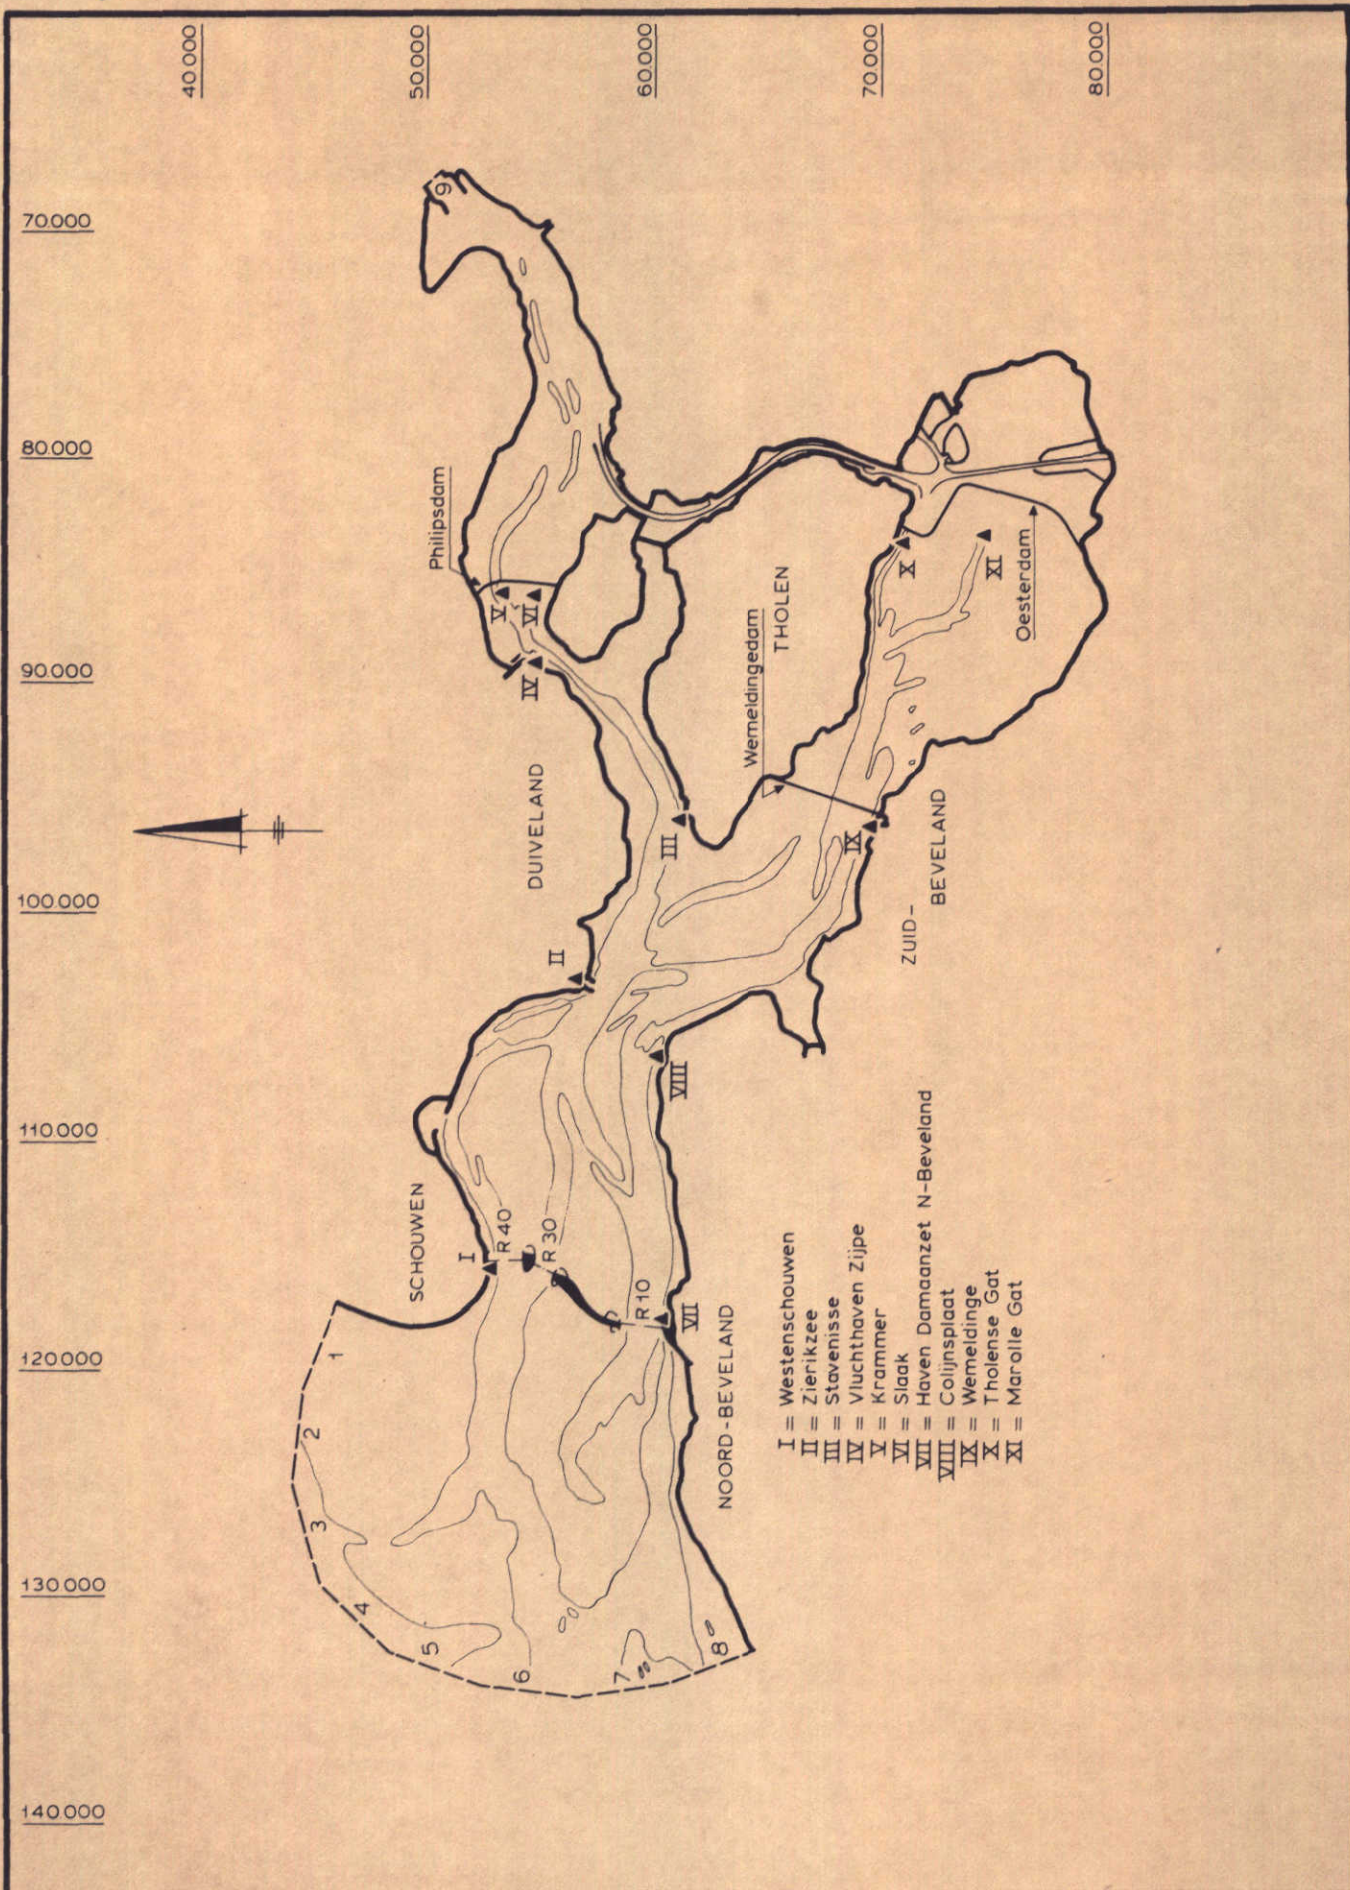 40.000
50.000
60.000
70.000
80.000
70.000
80.000
90.000
100.000
110.000
120.000
130 000
140.000
9
Philipsdam
V
VI
IV
DUIVELAND
II
III
Wemeldingedam
THOLEN
X
XI
Oesterdam
IX
ZUID-
BEVELAND
VIII
SCHOUWEN
I
R 40
R 30
R 10
VII
NOORD-BEVELAND
1
2
3
4
5
6
7
8
I = Westenschouwen
II = Zierikzee
III = Stavenisse
IV = Vluchthaven Zijpe
V = Krammer
VI = Slaak
VII = Haven Damaanzet N-Beveland
VIII = Colijnsplaat
IX = Wemeldinge
X = Tholense Gat
XI = Marolle Gat